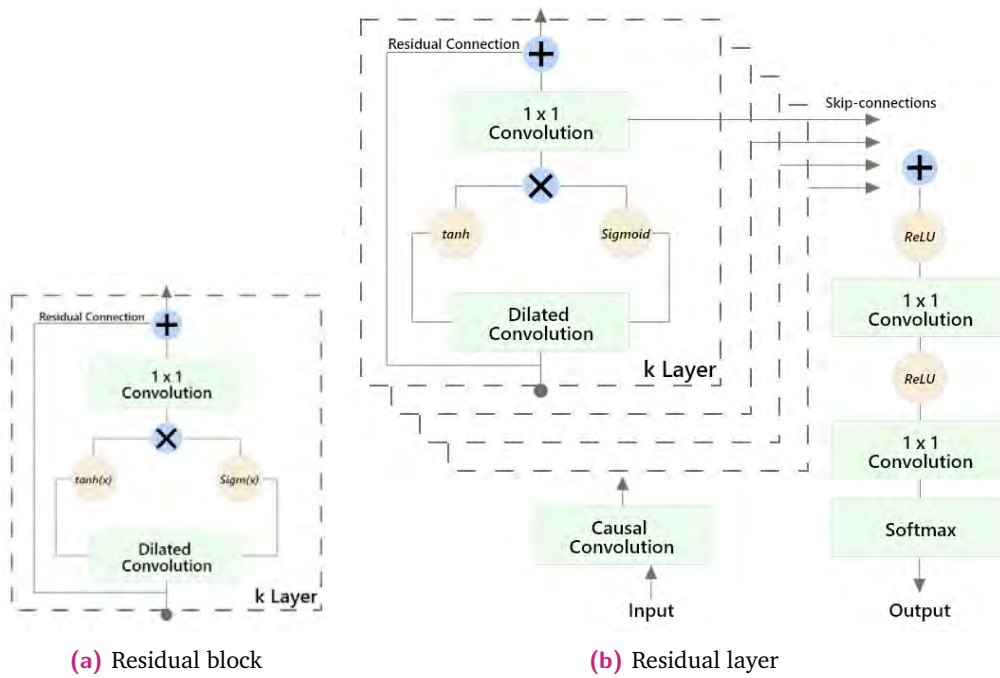 Residual Connection
1 x 1
Convolution
tanh(x)
Sigm(x)
Dilated
Convolution
k Layer
(a) Residual block
Residual Connection
1 x 1
Convolution
tanh
Sigmoid
Dilated
Convolution
k Layer
Causal
Convolution
Input
Skip-connections
ReLU
1 x 1
Convolution
ReLU
1 x 1
Convolution
Softmax
Output
(b) Residual layer